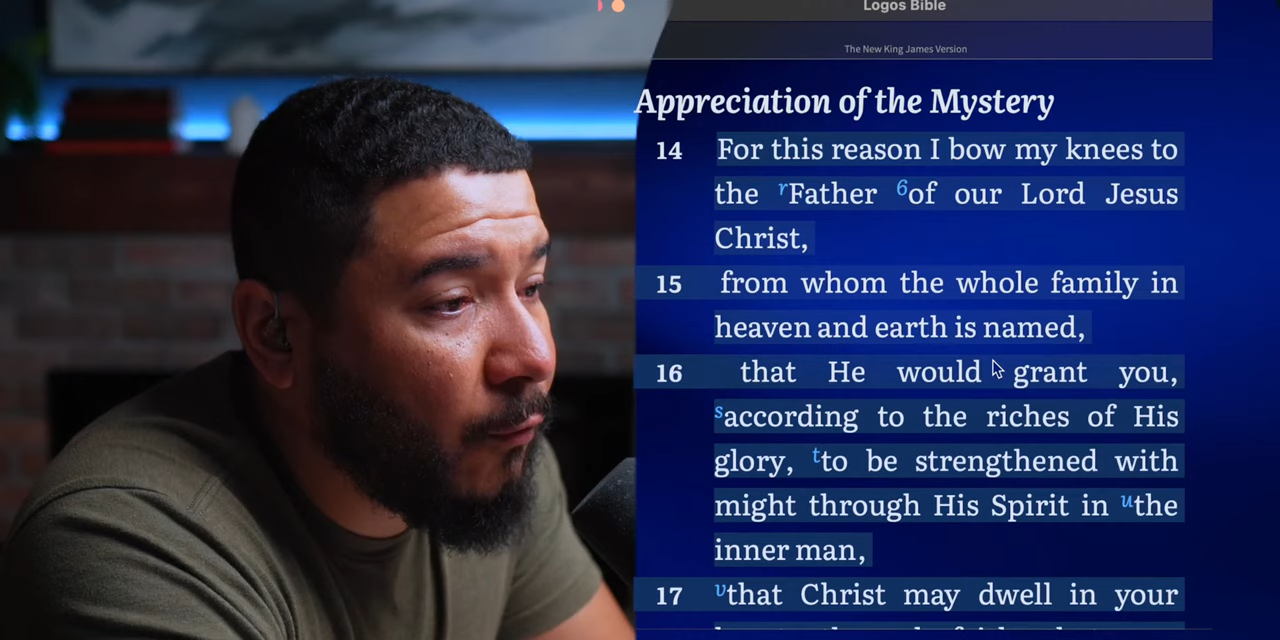 Logos Bible
The New King James Version
Appreciation of the Mystery
14 For this reason I bow my knees to
the rFather 6of our Lord Jesus
Christ,
15 from whom the whole family in
heaven and earth is named,
16 that He would grant you,
saccording to the riches of His
glory, tto be strengthened with
might through His Spirit in uthe
inner man,
17 vthat Christ may dwell in your